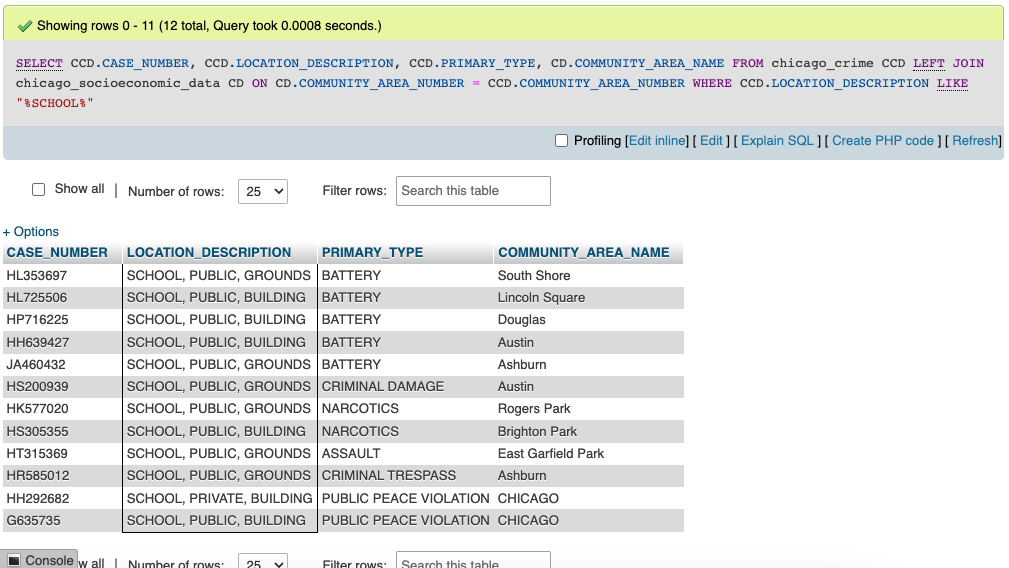 Showing rows 0 - 11 (12 total, Query took 0.0008 seconds.)
SELECT CCD.CASE_NUMBER, CCD.LOCATION_DESCRIPTION, CCD.PRIMARY_TYPE, CD.COMMUNITY_AREA_NAME FROM chicago_crime CCD LEFT JOIN
chicago_socioeconomic_data CD ON CD.COMMUNITY_AREA_NUMBER = CCD.COMMUNITY_AREA_NUMBER WHERE CCD.LOCATION_DESCRIPTION LIKE
"%SCHOOL%"
Profiling [Edit inline] [ Edit ] [ Explain SQL ] [ Create PHP code ] [ Refresh]
Show all | Number of rows: 25 Filter rows: Search this table
+ Options
CASE_NUMBER LOCATION_DESCRIPTION PRIMARY_TYPE COMMUNITY_AREA_NAME
HL353697 SCHOOL, PUBLIC, GROUNDS BATTERY South Shore
HL725506 SCHOOL, PUBLIC, BUILDING BATTERY Lincoln Square
HP716225 SCHOOL, PUBLIC, BUILDING BATTERY Douglas
HH639427 SCHOOL, PUBLIC, BUILDING BATTERY Austin
JA460432 SCHOOL, PUBLIC, GROUNDS BATTERY Ashburn
HS200939 SCHOOL, PUBLIC, GROUNDS CRIMINAL DAMAGE Austin
HK577020 SCHOOL, PUBLIC, GROUNDS NARCOTICS Rogers Park
HS305355 SCHOOL, PUBLIC, BUILDING NARCOTICS Brighton Park
HT315369 SCHOOL, PUBLIC, GROUNDS ASSAULT East Garfield Park
HR585012 SCHOOL, PUBLIC, GROUNDS CRIMINAL TRESPASS Ashburn
HH292682 SCHOOL, PRIVATE, BUILDING PUBLIC PEACE VIOLATION CHICAGO
G635735 SCHOOL, PUBLIC, BUILDING PUBLIC PEACE VIOLATION CHICAGO
Console w all | Number of rows: 25 Filter rows: Search this table